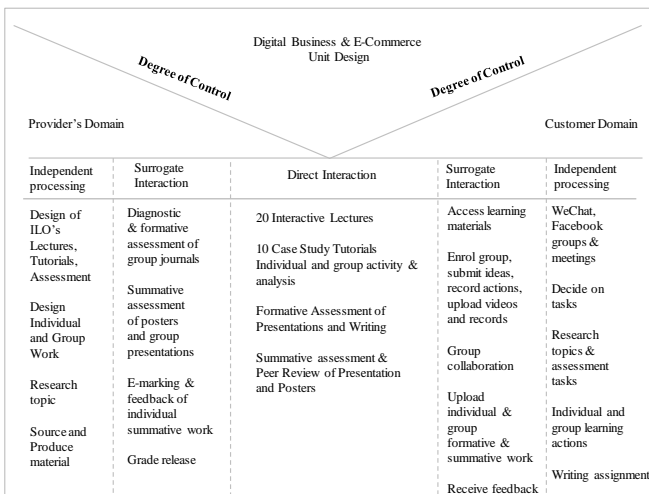 Digital Business & E-Commerce
Unit Design
Degree of Control
Degree of Control
Provider's Domain
Customer Domain
Independent
processing
Surrogate
Interaction
Direct Interaction
Surrogate
Interaction
Independent
processing
Design of
ILO's
Lectures,
Tutorials,
Assessment
Design
Individual
and Group
Work
Research
topic
Source and
Produce
material
Diagnostic
& formative
assessment of
group journals
Summative
assessment
of posters
and group
presentations
E-marking &
feedback of
individual
summative work
Grade release
20 Interactive Lectures
10 Case Study Tutorials
Individual and group activity &
analysis
Formative Assessment of
Presentations and Writing
Summative assessment &
Peer Review of Presentation
and Posters
Access learning
materials
Enrol group,
submit ideas,
record actions,
upload videos
and records
Group
collaboration
Upload
individual &
group
formative &
summative work
Receive feedback
WeChat,
Facebook
groups &
meetings
Decide on
tasks
Research
topics &
assessment
tasks
Individual and
group learning
actions
Writing assignment